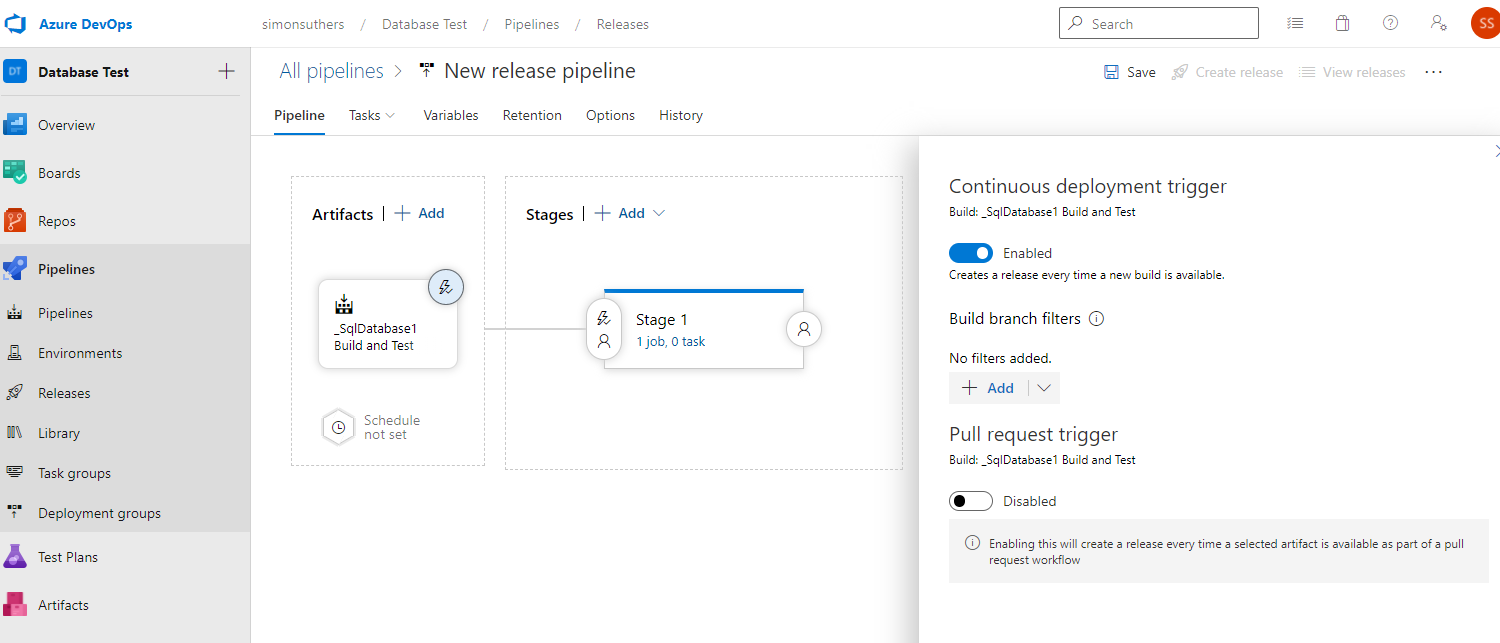 Azure DevOps
simonsuthers / Database Test / Pipelines / Releases
Search
SS
DT Database Test
Overview
Boards
Repos
Pipelines
Pipelines
Environments
Releases
Library
Task groups
Deployment groups
Test Plans
Artifacts
All pipelines > New release pipeline
Save
Create release
View releases
Pipeline Tasks Variables Retention Options History
Artifacts | + Add
_SqlDatabase1
Build and Test
Schedule
not set
Stages | + Add
Stage 1
1 job, 0 task
Continuous deployment trigger
Build: _SqlDatabase1 Build and Test
Enabled
Creates a release every time a new build is available.
Build branch filters
No filters added.
+ Add
Pull request trigger
Build: _SqlDatabase1 Build and Test
Disabled
Enabling this will create a release every time a selected artifact is available as part of a pull
request workflow